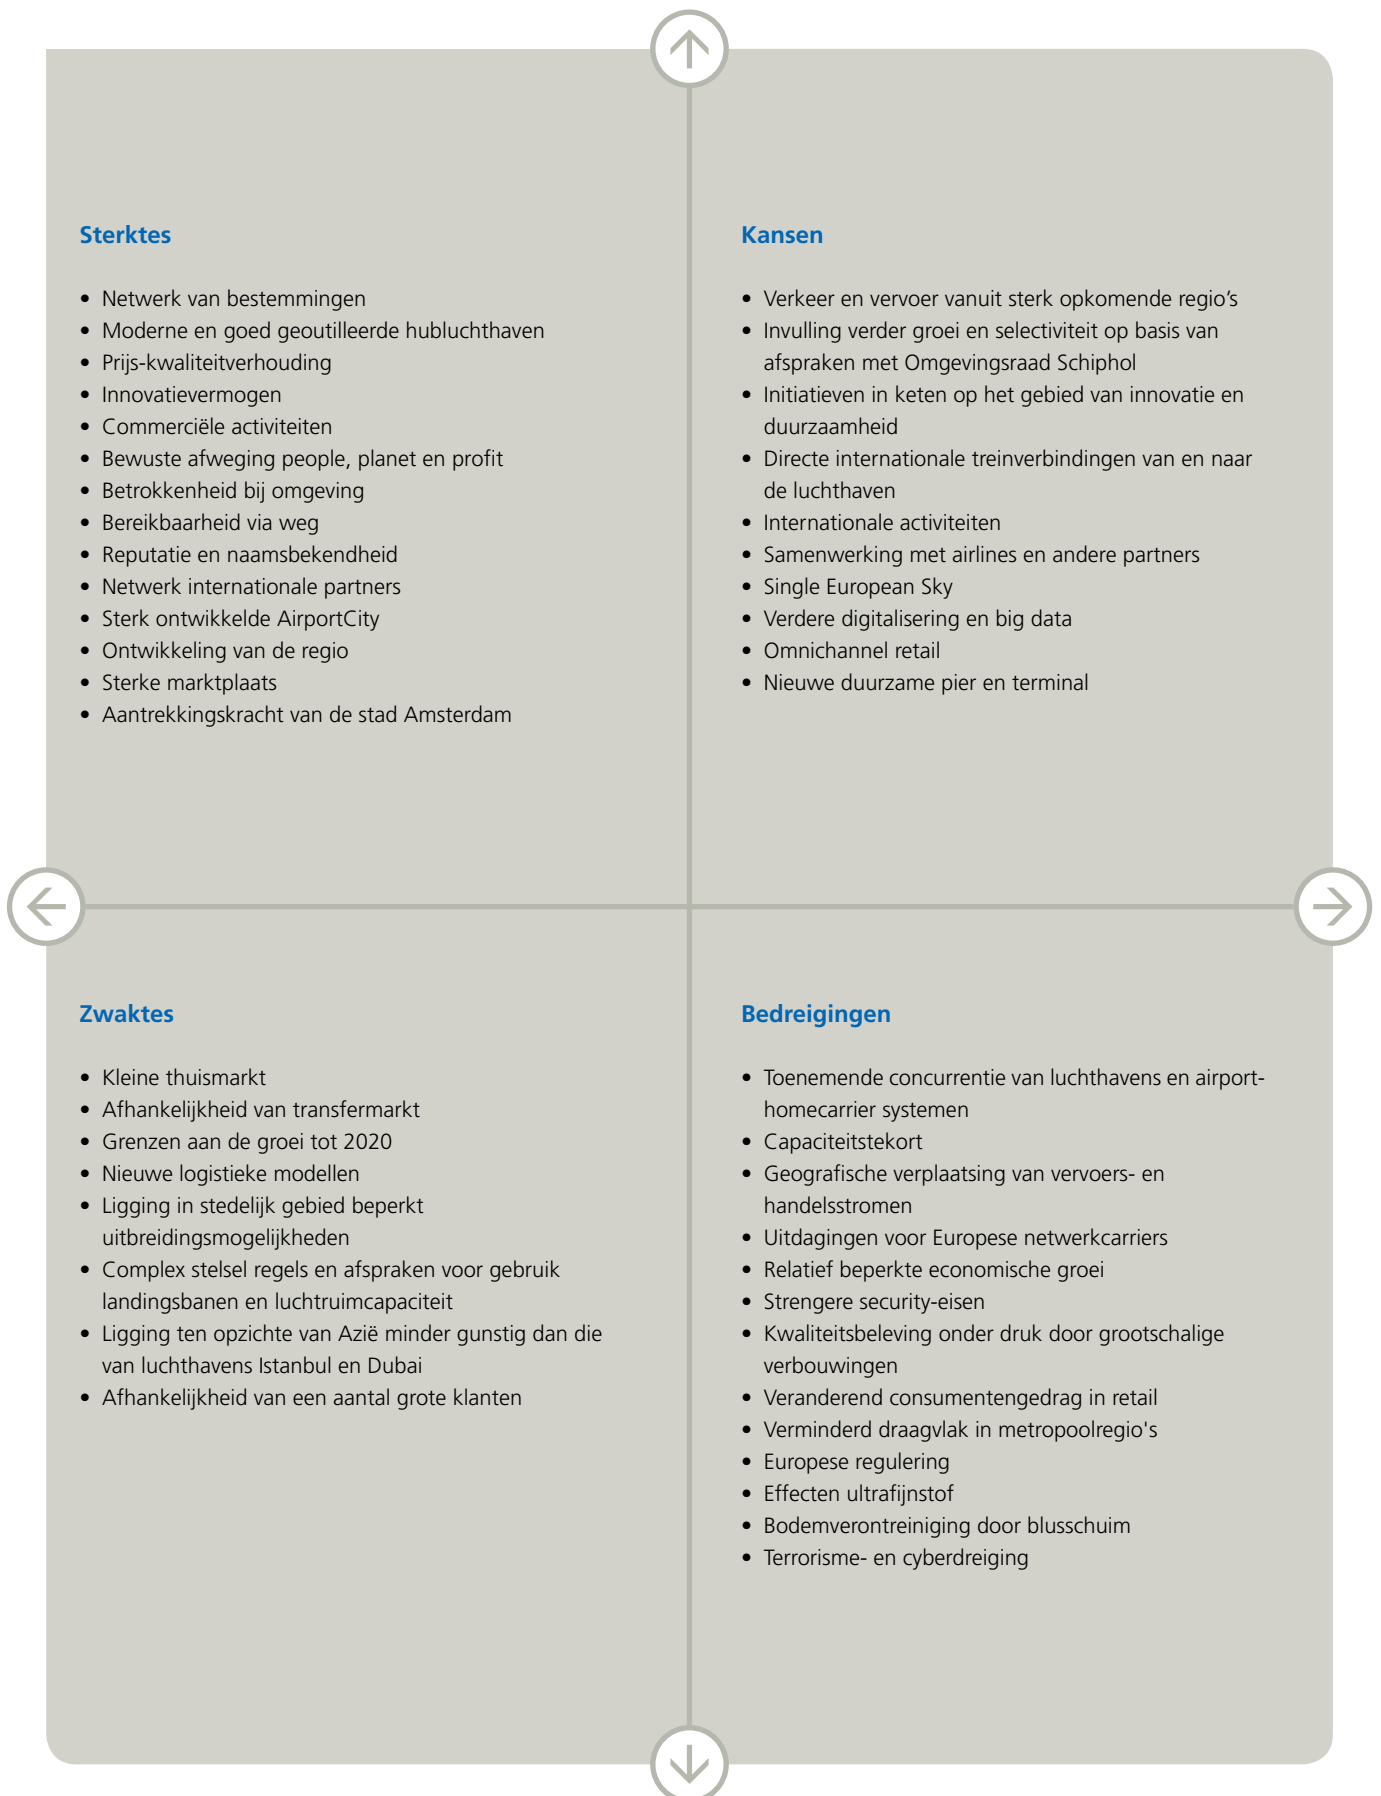 Sterktes
• Netwerk van bestemmingen
• Moderne en goed geoutilleerde hubluchthaven
• Prijs-kwaliteitverhouding
• Innovatievermogen
• Commerciële activiteiten
• Bewuste afweging people, planet en profit
• Betrokkenheid bij omgeving
• Bereikbaarheid via weg
• Reputatie en naamsbekendheid
• Netwerk internationale partners
• Sterk ontwikkelde AirportCity
• Ontwikkeling van de regio
• Sterke marktplaats
• Aantrekkingskracht van de stad Amsterdam
Kansen
• Verkeer en vervoer vanuit sterk opkomende regio’s
• Invulling verder groei en selectiviteit op basis van
afspraken met Omgevingsraad Schiphol
• Initiatieven in keten op het gebied van innovatie en
duurzaamheid
• Directe internationale treinverbindingen van en naar
de luchthaven
• Internationale activiteiten
• Samenwerking met airlines en andere partners
• Single European Sky
• Verdere digitalisering en big data
• Omnichannel retail
• Nieuwe duurzame pier en terminal
Zwaktes
• Kleine thuismarkt
• Afhankelijkheid van transfermarkt
• Grenzen aan de groei tot 2020
• Nieuwe logistieke modellen
• Ligging in stedelijk gebied beperkt
uitbreidingsmogelijkheden
• Complex stelsel regels en afspraken voor gebruik
landingsbanen en luchtruimcapaciteit
• Ligging ten opzichte van Azië minder gunstig dan die
van luchthavens Istanbul en Dubai
• Afhankelijkheid van een aantal grote klanten
Bedreigingen
• Toenemende concurrentie van luchthavens en airport-
homecarrier systemen
• Capaciteitstekort
• Geografische verplaatsing van vervoers- en
handelsstromen
• Uitdagingen voor Europese netwerkcarriers
• Relatief beperkte economische groei
• Strengere security-eisen
• Kwaliteitsbeleving onder druk door grootschalige
verbouwingen
• Veranderend consumentengedrag in retail
• Verminderd draagvlak in metropoolregio's
• Europese regulering
• Effecten ultrafijnstof
• Bodemverontreiniging door blusschuim
• Terrorisme- en cyberdreiging